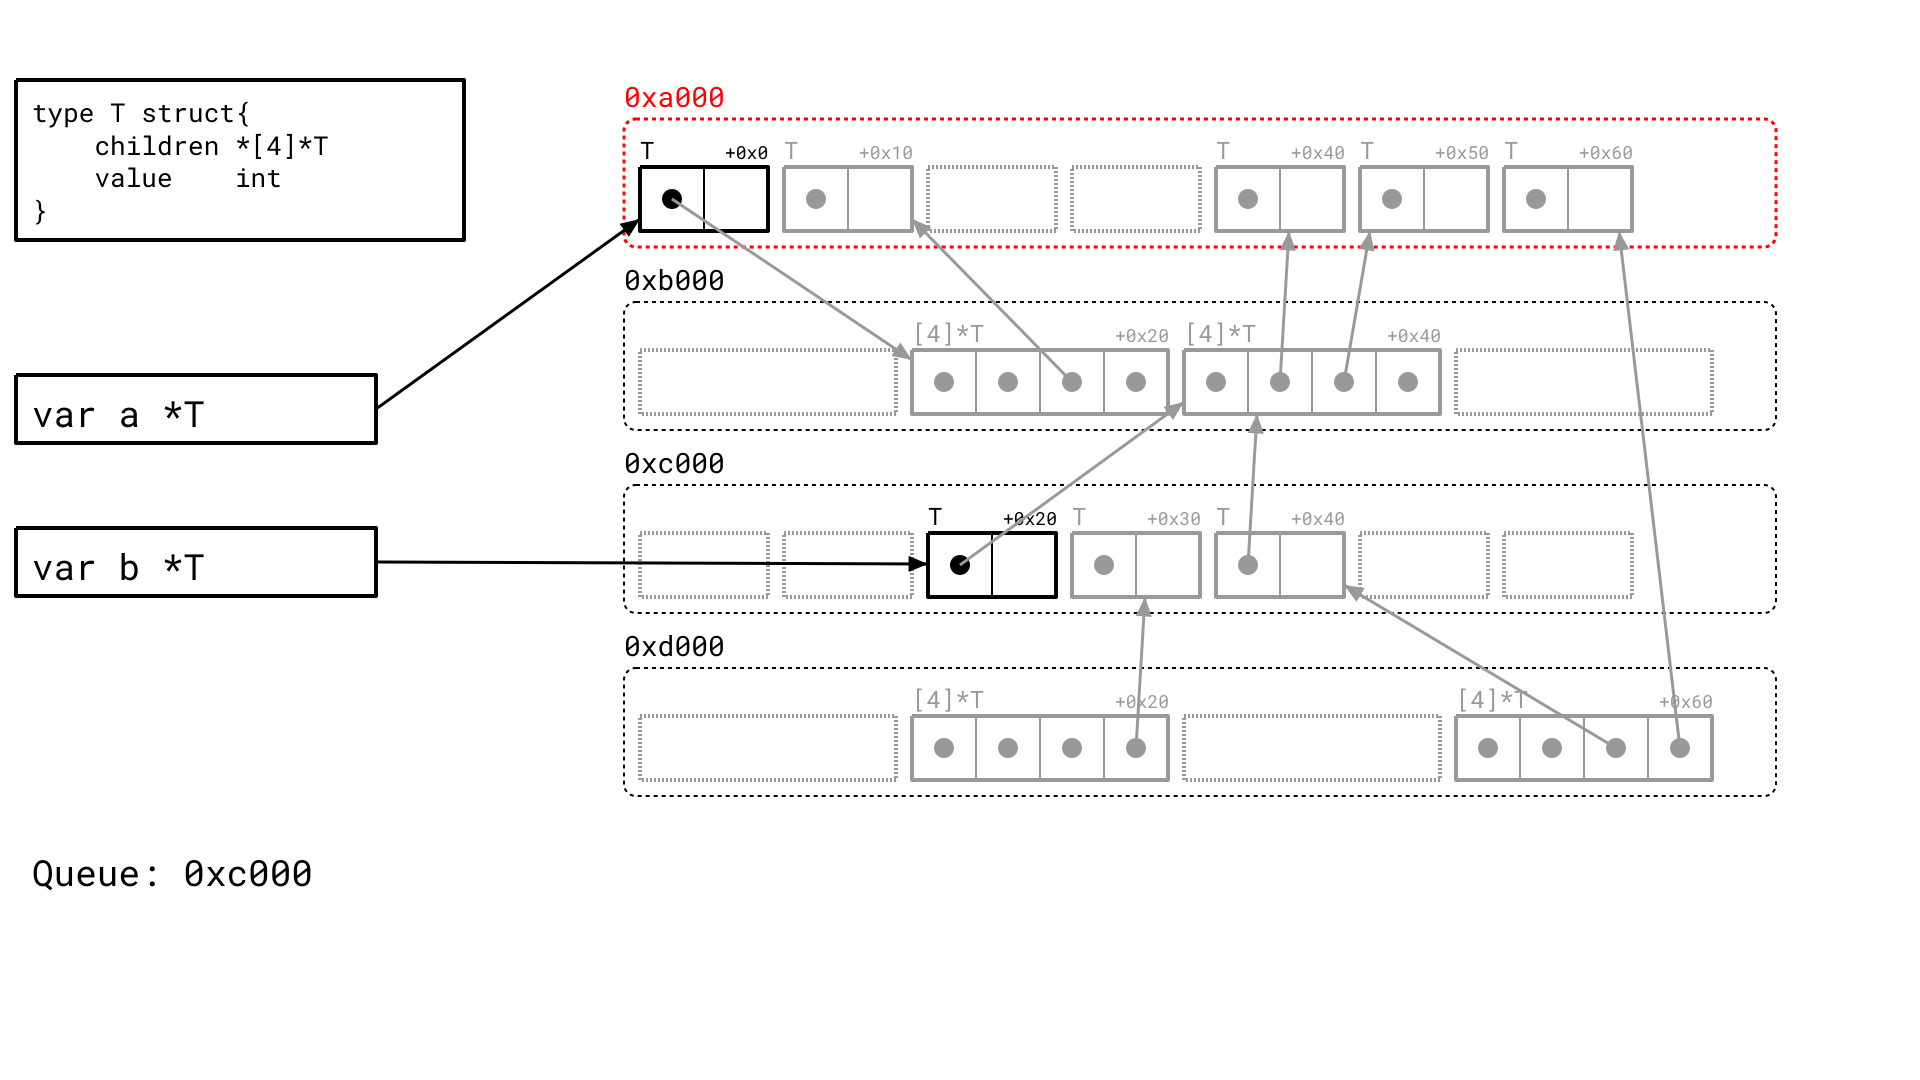 type T struct{
    children *[4]*T
    value    int
}
var a *T
var b *T
0xa000
T +0x0 T +0x10 T +0x40 T +0x50 T +0x60
0xb000
[4]*T +0x20 [4]*T +0x40
0xc000
T +0x20 T +0x30 T +0x40
0xd000
[4]*T +0x20 [4]*T +0x60
Queue: 0xc000